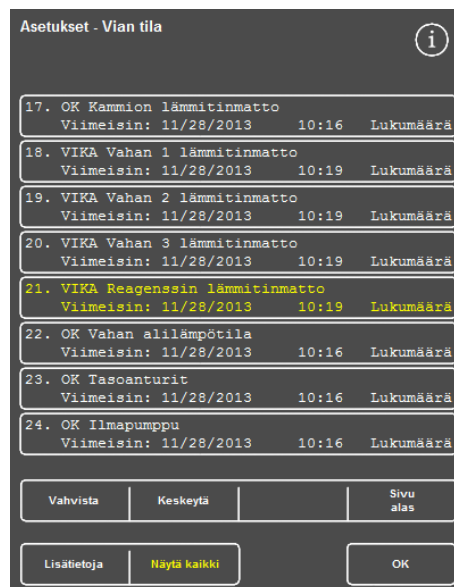 Asetukset - Vian tila
i
17. OK Kammion lämmitinmatto
Viimeisin: 11/28/2013 10:16 Lukumäärä
18. VIKA Vahan 1 lämmitinmatto
Viimeisin: 11/28/2013 10:19 Lukumäärä
19. VIKA Vahan 2 lämmitinmatto
Viimeisin: 11/28/2013 10:19 Lukumäärä
20. VIKA Vahan 3 lämmitinmatto
Viimeisin: 11/28/2013 10:19 Lukumäärä
21. VIKA Reagenssin lämmitinmatto
Viimeisin: 11/28/2013 10:19 Lukumäärä
22. OK Vahan alilämpötila
Viimeisin: 11/28/2013 10:16 Lukumäärä
23. OK Tasoanturit
Viimeisin: 11/28/2013 10:16 Lukumäärä
24. OK Ilmapumppu
Viimeisin: 11/28/2013 10:16 Lukumäärä
Vahvista Keskeytä Sivu
alas
Lisätietoja Näytä kaikki OK